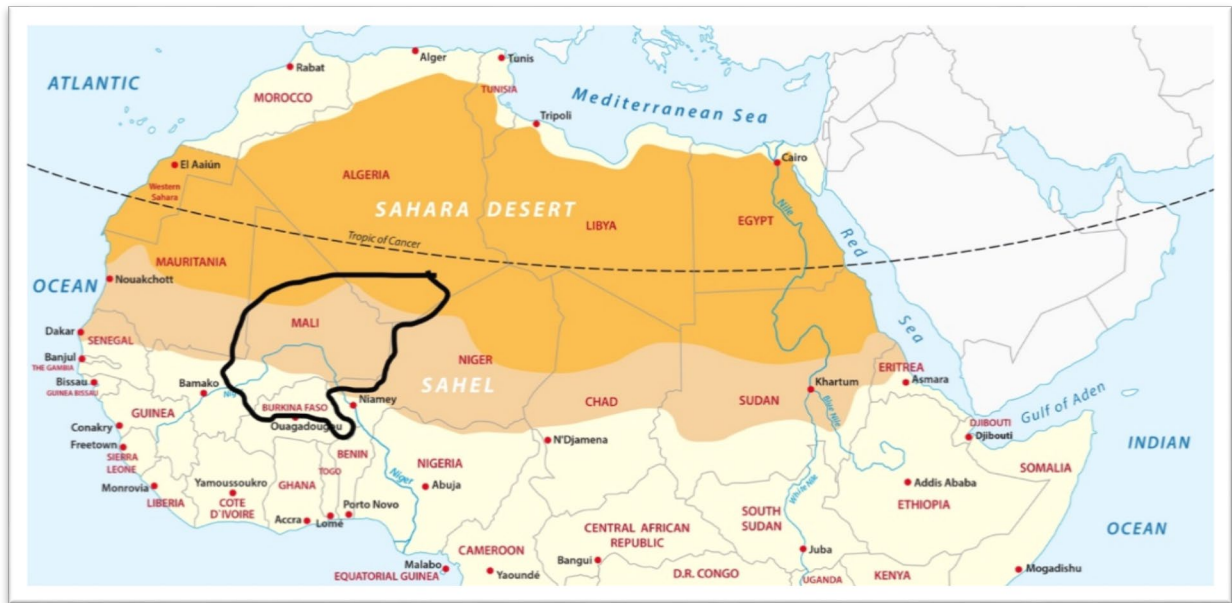 Alger
Tunis
Rabat
ATLANTIC
TUNISIA
MOROCCO
Mediterranean Sea
Tripoli
Cairo
El Aaiún
Western
Sahara
ALGERIA
SAHARA DESERT
LIBYA
EGYPT
Nile
Tropic of Cancer
Red
Sea
MAURITANIA
Nouakchott
OCEAN
MALI
Dakar
SENEGAL
NIGER
Banjul
THE GAMBIA
ERITREA
Asmara
SAHEL
Khartum
Bissau
GUINEA BISSAU
Bamako
Niamey
CHAD
SUDAN
Gulf of Aden
GUINEA
BURKINA FASO
Blue Nile
DJIBOUTI
Djibouti
Conakry
Ouagadougou
N'Djamena
INDIAN
Freetown
SIERRA
LEONE
BENIN
NIGERIA
TOGO
SOMALIA
Yamoussoukro
Niger
Abuja
Addis Ababa
Monrovia
LIBERIA
COTE
D'IVOIRE
GHANA
Porto Novo
White Nile
ETHIOPIA
Accra
Lomé
SOUTH
SUDAN
CENTRAL AFRICAN
REPUBLIC
OCEAN
CAMEROON
Juba
Malabo
Bangui
EQUATORIAL GUINEA
Yaoundé
D.R. CONGO
UGANDA
KENYA
Mogadishu